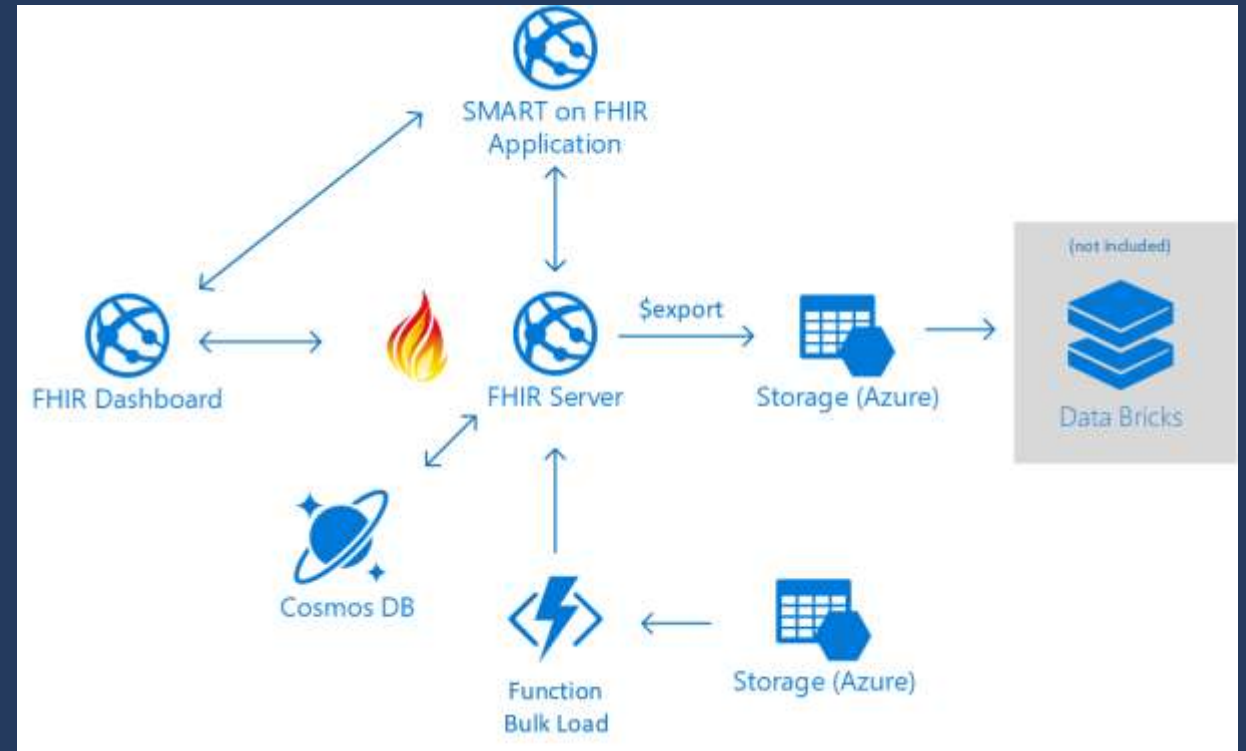 SMART on FHIR
Application
(not included)
$export
FHIR Dashboard
FHIR Server
Storage (Azure)
Data Bricks
Cosmos DB
Function
Bulk Load
Storage (Azure)